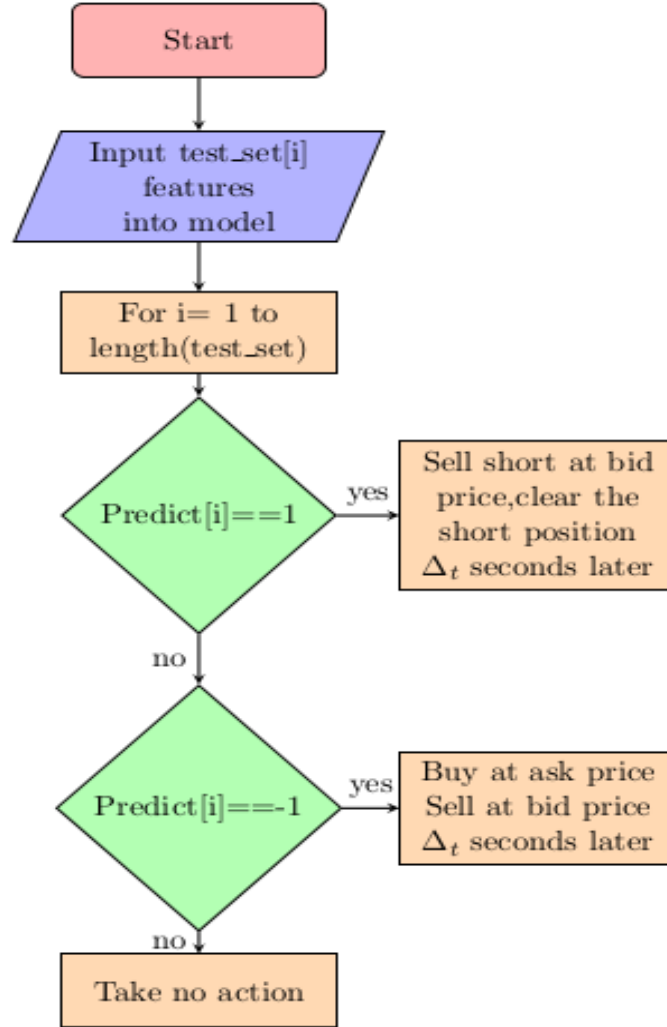 Start
Input test_set[i]
features
into model
For i= 1 to
length(test_set)
Predict[i]==1
yes
Sell short at bid
price,clear the
short position
Δt seconds later
no
Predict[i]==-1
yes
Buy at ask price
Sell at bid price
Δt seconds later
no
Take no action